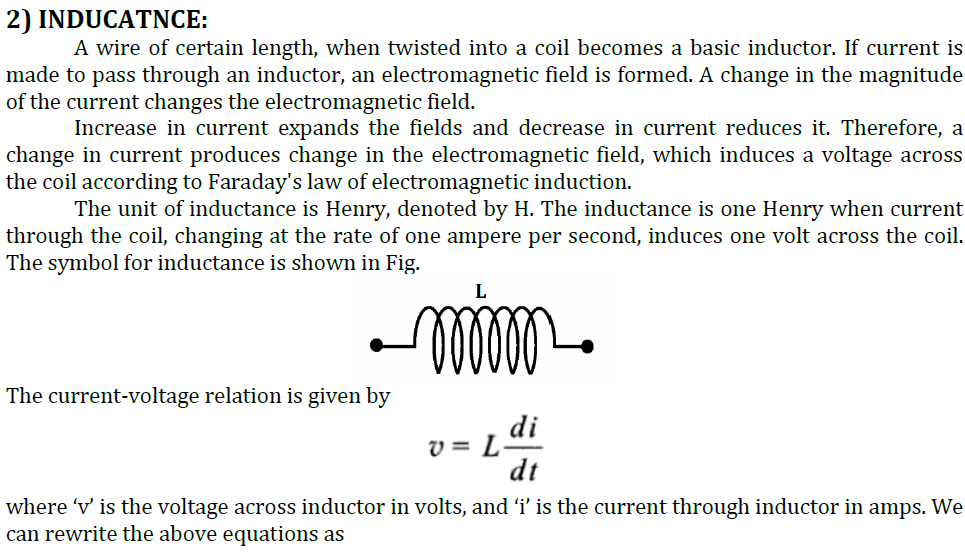 2) INDUCATNCE:
A wire of certain length, when twisted into a coil becomes a basic inductor. If current is
made to pass through an inductor, an electromagnetic field is formed. A change in the magnitude
of the current changes the electromagnetic field.
Increase in current expands the fields and decrease in current reduces it. Therefore, a
change in current produces change in the electromagnetic field, which induces a voltage across
the coil according to Faraday's law of electromagnetic induction.
The unit of inductance is Henry, denoted by H. The inductance is one Henry when current
through the coil, changing at the rate of one ampere per second, induces one volt across the coil.
The symbol for inductance is shown in Fig.
L
The current-voltage relation is given by
v = L di/dt
where ‘v’ is the voltage across inductor in volts, and ‘i’ is the current through inductor in amps. We
can rewrite the above equations as